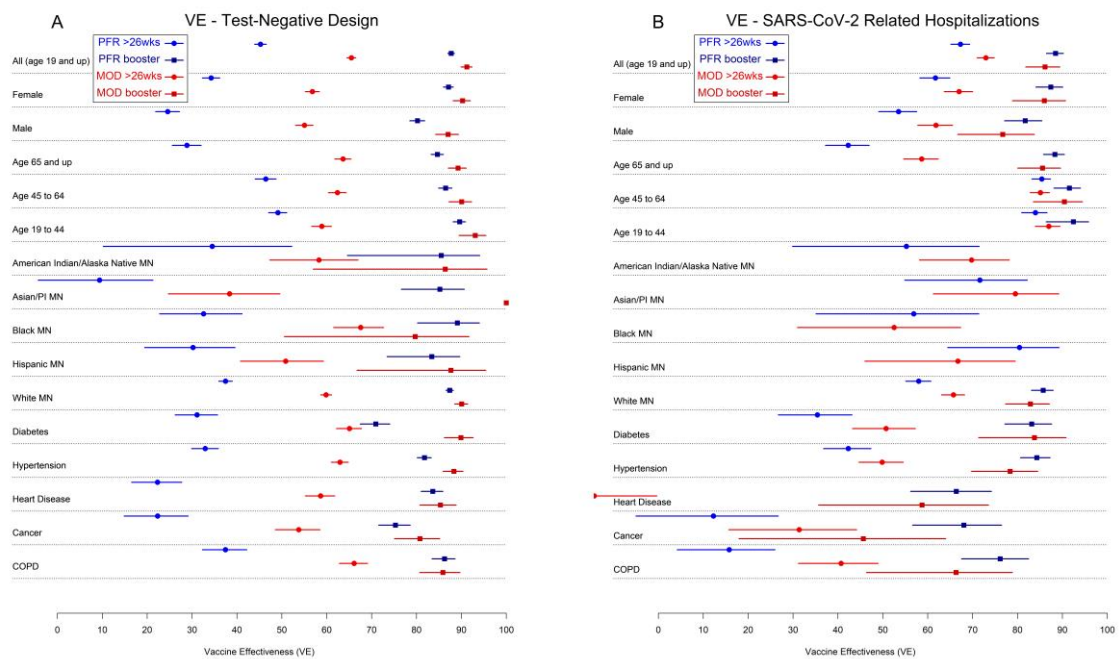 A
VE - Test-Negative Design
PFR >26wks
PFR booster
MOD >26wks
MOD booster
All (age 19 and up)
Female
Male
Age 65 and up
Age 45 to 64
Age 19 to 44
American Indian/Alaska Native MN
Asian/PI MN
Black MN
Hispanic MN
White MN
Diabetes
Hypertension
Heart Disease
Cancer
COPD
0 10 20 30 40 50 60 70 80 90 100
Vaccine Effectiveness (VE)
B
VE - SARS-CoV-2 Related Hospitalizations
PFR >26wks
PFR booster
MOD >26wks
MOD booster
All (age 19 and up)
Female
Male
Age 65 and up
Age 45 to 64
Age 19 to 44
American Indian/Alaska Native MN
Asian/PI MN
Black MN
Hispanic MN
White MN
Diabetes
Hypertension
Heart Disease
Cancer
COPD
0 10 20 30 40 50 60 70 80 90 100
Vaccine Effectiveness (VE)